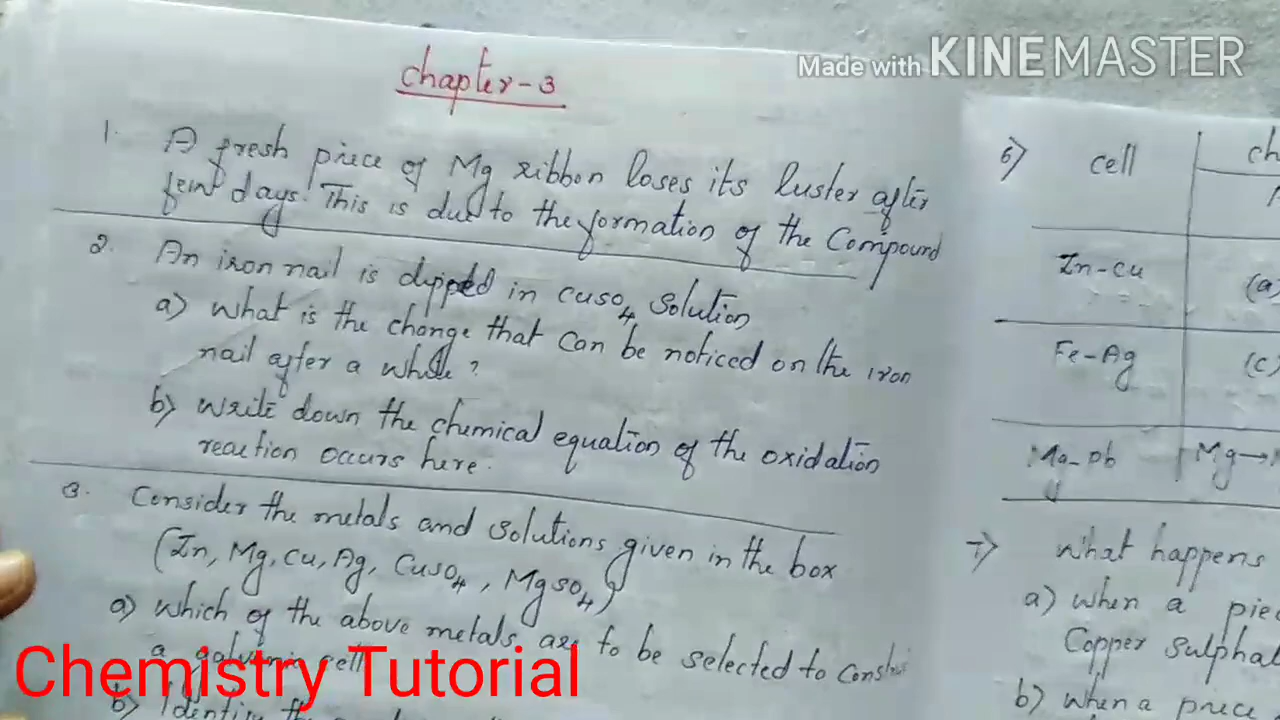 Made with KINEMASTER
Chapter-3
1. A fresh piece of Mg ribbon loses its luster after
few days. This is due to the formation of the Compound
2. An iron nail is dipped in CuSO4 Solution
a) What is the change that can be noticed on the iron
nail after a while?
b) Write down the chemical equation of the oxidation
reaction occurs here.
3. Consider the metals and solutions given in the box
(Zn, Mg, Cu, Ag, CuSO4, MgSO4)
a) which of the above metals are to be selected to
a cell
b) Identify the
6) cell
Zn-Cu (a)
Fe-Ag (c)
Mg-Pb Mg→
7) What happens
a) when a
Copper
b) when a piece
Chemistry Tutorial